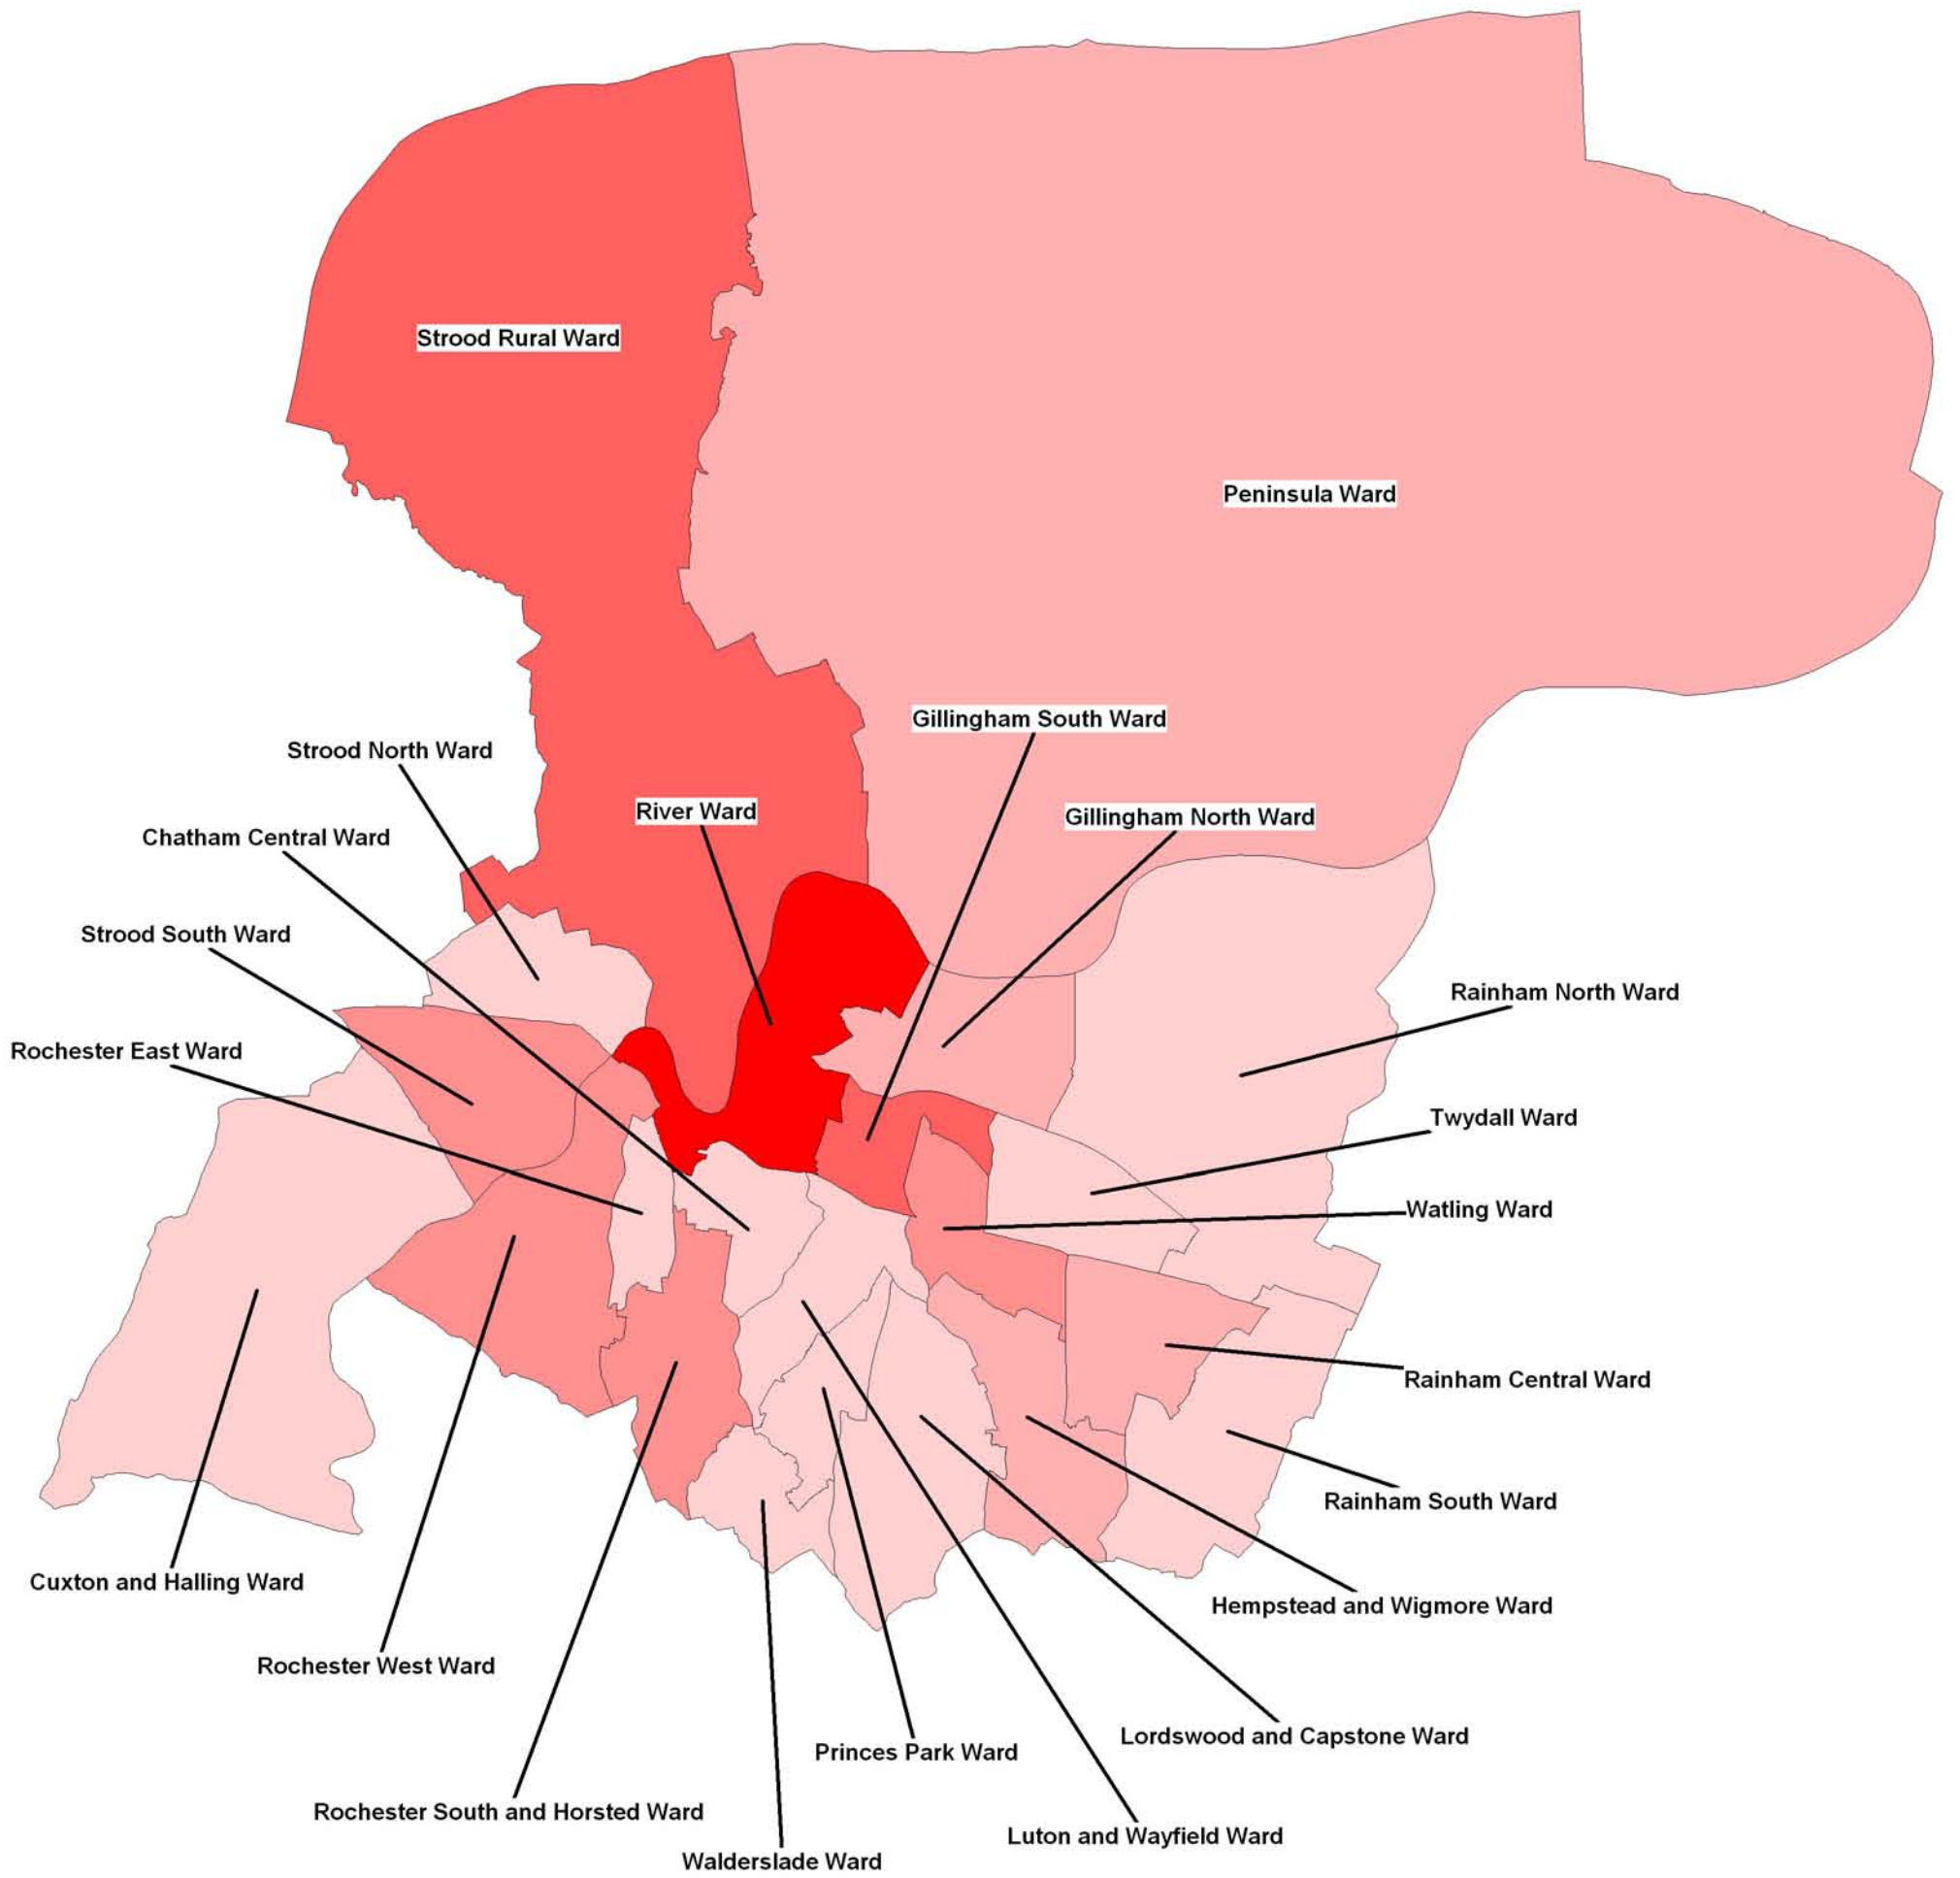 Strood Rural Ward
Peninsula Ward
Gillingham South Ward
Strood North Ward
River Ward
Gillingham North Ward
Chatham Central Ward
Strood South Ward
Rainham North Ward
Rochester East Ward
Twydall Ward
Watling Ward
Rainham Central Ward
Rainham South Ward
Cuxton and Halling Ward
Hempstead and Wigmore Ward
Rochester West Ward
Lordswood and Capstone Ward
Princes Park Ward
Rochester South and Horsted Ward
Luton and Wayfield Ward
Walderslade Ward